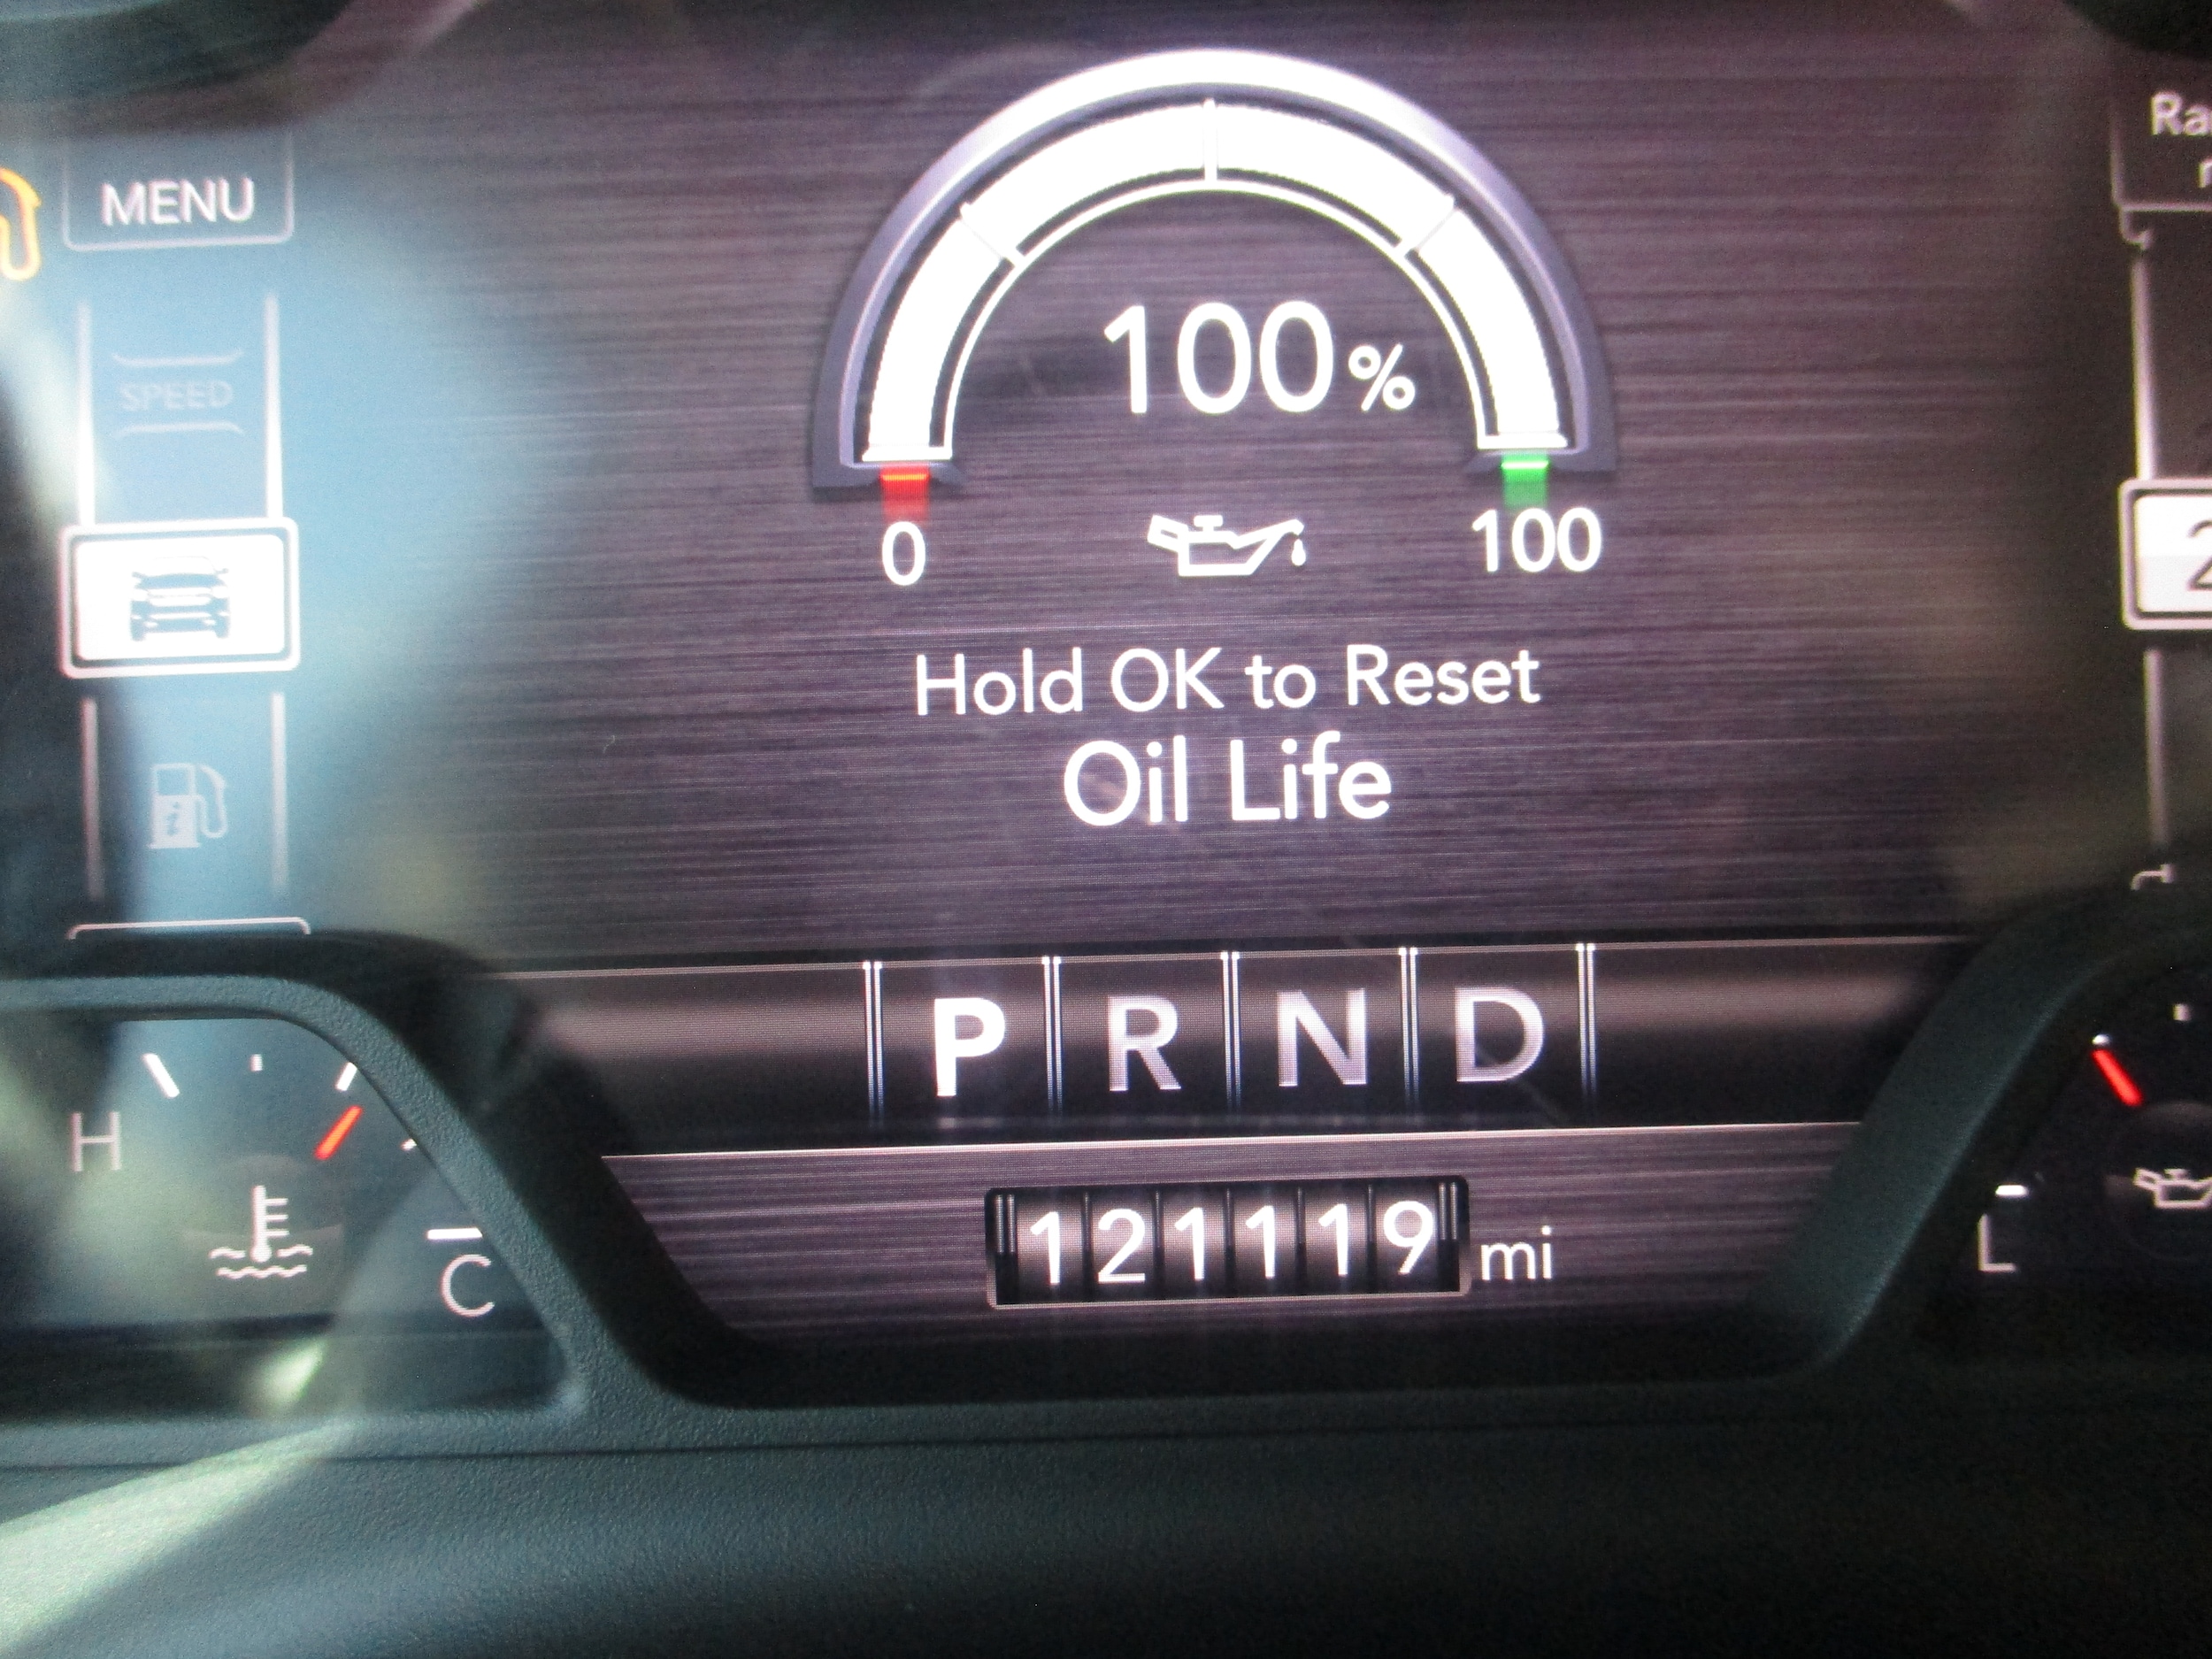 MENU
SPEED
100%
0
100
Hold OK to Reset
Oil Life
P R N D
H
C
121119 mi
L